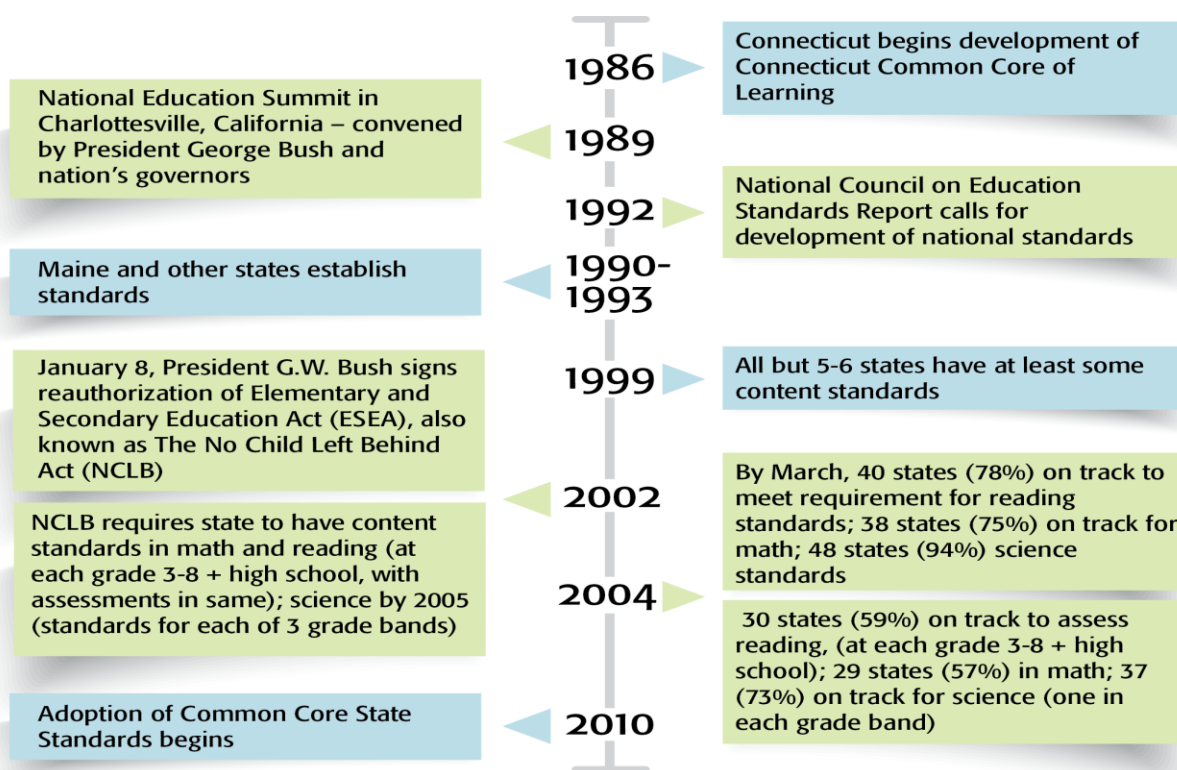 1986
Connecticut begins development of
Connecticut Common Core of
Learning
National Education Summit in
Charlottesville, California – convened
by President George Bush and
nation's governors
1989
1992
National Council on Education
Standards Report calls for
development of national standards
Maine and other states establish
standards
1990-
1993
1999
All but 5-6 states have at least some
content standards
January 8, President G.W. Bush signs
reauthorization of Elementary and
Secondary Education Act (ESEA), also
known as The No Child Left Behind
Act (NCLB)
2002
NCLB requires state to have content
standards in math and reading (at
each grade 3-8 + high school, with
assessments in same); science by 2005
(standards for each of 3 grade bands)
2004
By March, 40 states (78%) on track to
meet requirement for reading
standards; 38 states (75%) on track for
math; 48 states (94%) science
standards
30 states (59%) on track to assess
reading, (at each grade 3-8 + high
school); 29 states (57%) in math; 37
(73%) on track for science (one in
each grade band)
Adoption of Common Core State
Standards begins
2010